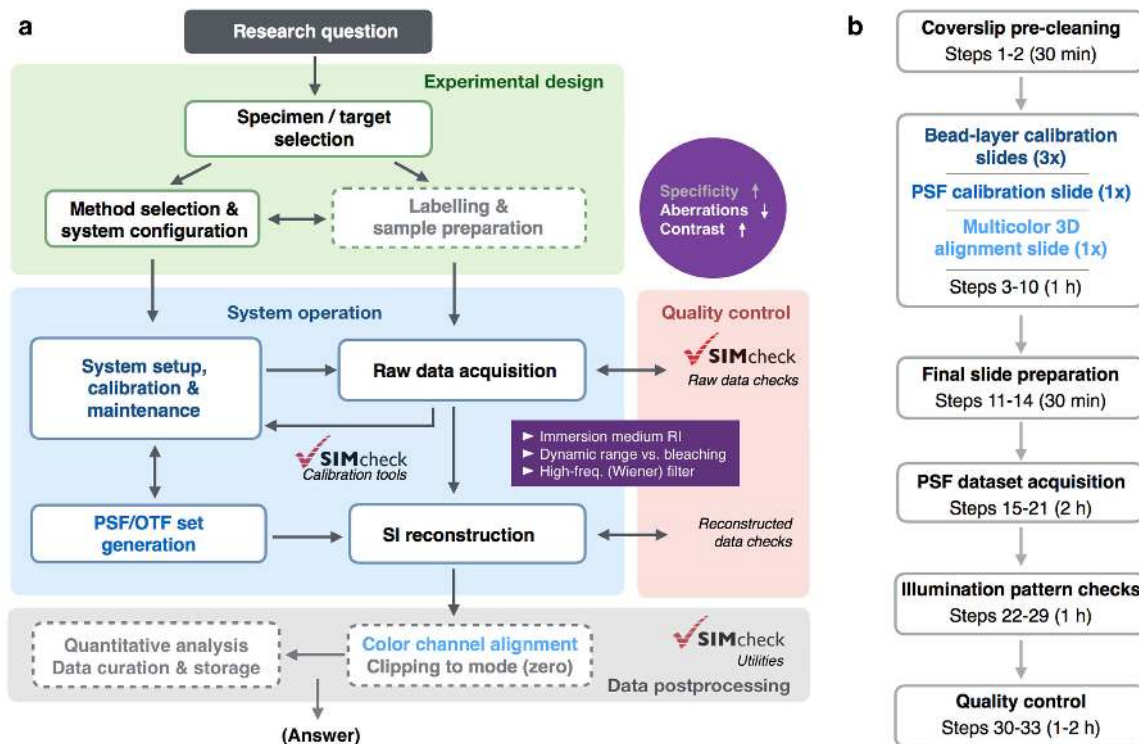 a
Research question
Experimental design
Specimen / target
selection
Method selection &
system configuration
Labelling &
sample preparation
Specificity ↑
Aberrations ↓
Contrast ↑
System operation
Quality control
System setup,
calibration &
maintenance
Raw data acquisition
SIMcheck
Raw data checks
SIMcheck
Calibration tools
► Immersion medium RI
► Dynamic range vs. bleaching
► High-freq. (Wiener) filter
PSF/OTF set
generation
SI reconstruction
Reconstructed
data checks
Quantitative analysis
Data curation & storage
Color channel alignment
Clipping to mode (zero)
SIMcheck
Utilities
Data postprocessing
(Answer)
b
Coverslip pre-cleaning
Steps 1-2 (30 min)
Bead-layer calibration
slides (3x)
PSF calibration slide (1x)
Multicolor 3D
alignment slide (1x)
Steps 3-10 (1 h)
Final slide preparation
Steps 11-14 (30 min)
PSF dataset acquisition
Steps 15-21 (2 h)
Illumination pattern checks
Steps 22-29 (1 h)
Quality control
Steps 30-33 (1-2 h)